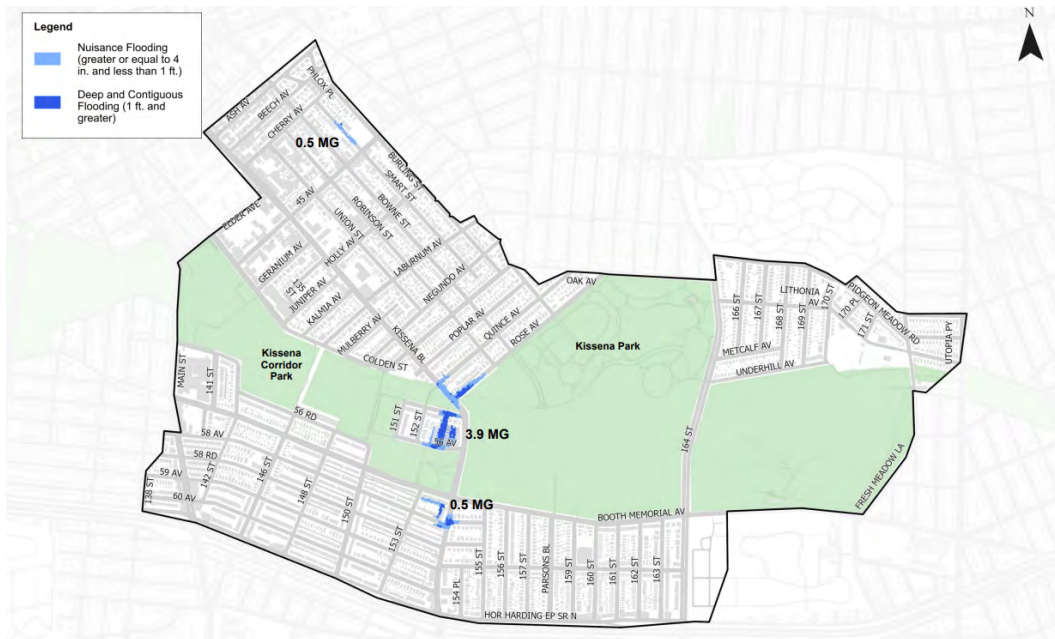 Legend
Nuisance Flooding
(greater or equal to 4
in. and less than 1 ft.)
Deep and Contiguous
Flooding (1 ft. and
greater)
N
PHLOX PL
ASH AV
BEECH AV
CHERRY AV
0.5 MG
BURLING ST
SMART ST
BOWNE ST
45 AV
ROBINSON ST
UNION ST
ELDER AVE
HOLLY AV
LABURNUM AV
GERANIUM AV
NEGUNDO AV
135
ST
JUNIPER AV
KALMIA AV
POPLAR AV
QUINCE AV
OAK AV
ROSE AV
MULBERRY AV
KISSENA BL
COLDEN ST
Kissena Park
166 ST
167 ST
168 ST
169 ST
LITHONIA
AV
170 ST
170 PL
171 ST
PIDGEON MEADOW RD
UTOPIA PY
METCALF AV
UNDERHILL AV
Kissena
Corridor
Park
MAIN ST
141 ST
56 RD
151 ST
152 ST
56 AV
3.9 MG
164 ST
58 AV
58 RD
59 AV
60 AV
138 ST
142 ST
146 ST
148 ST
150 ST
153 ST
0.5 MG
BOOTH MEMORIAL AV
FRESH MEADOW LA
154 PL
155 ST
156 ST
157 ST
PARSONS BL
159 ST
160 ST
161 ST
162 ST
163 ST
HOR HARDING EP SR N